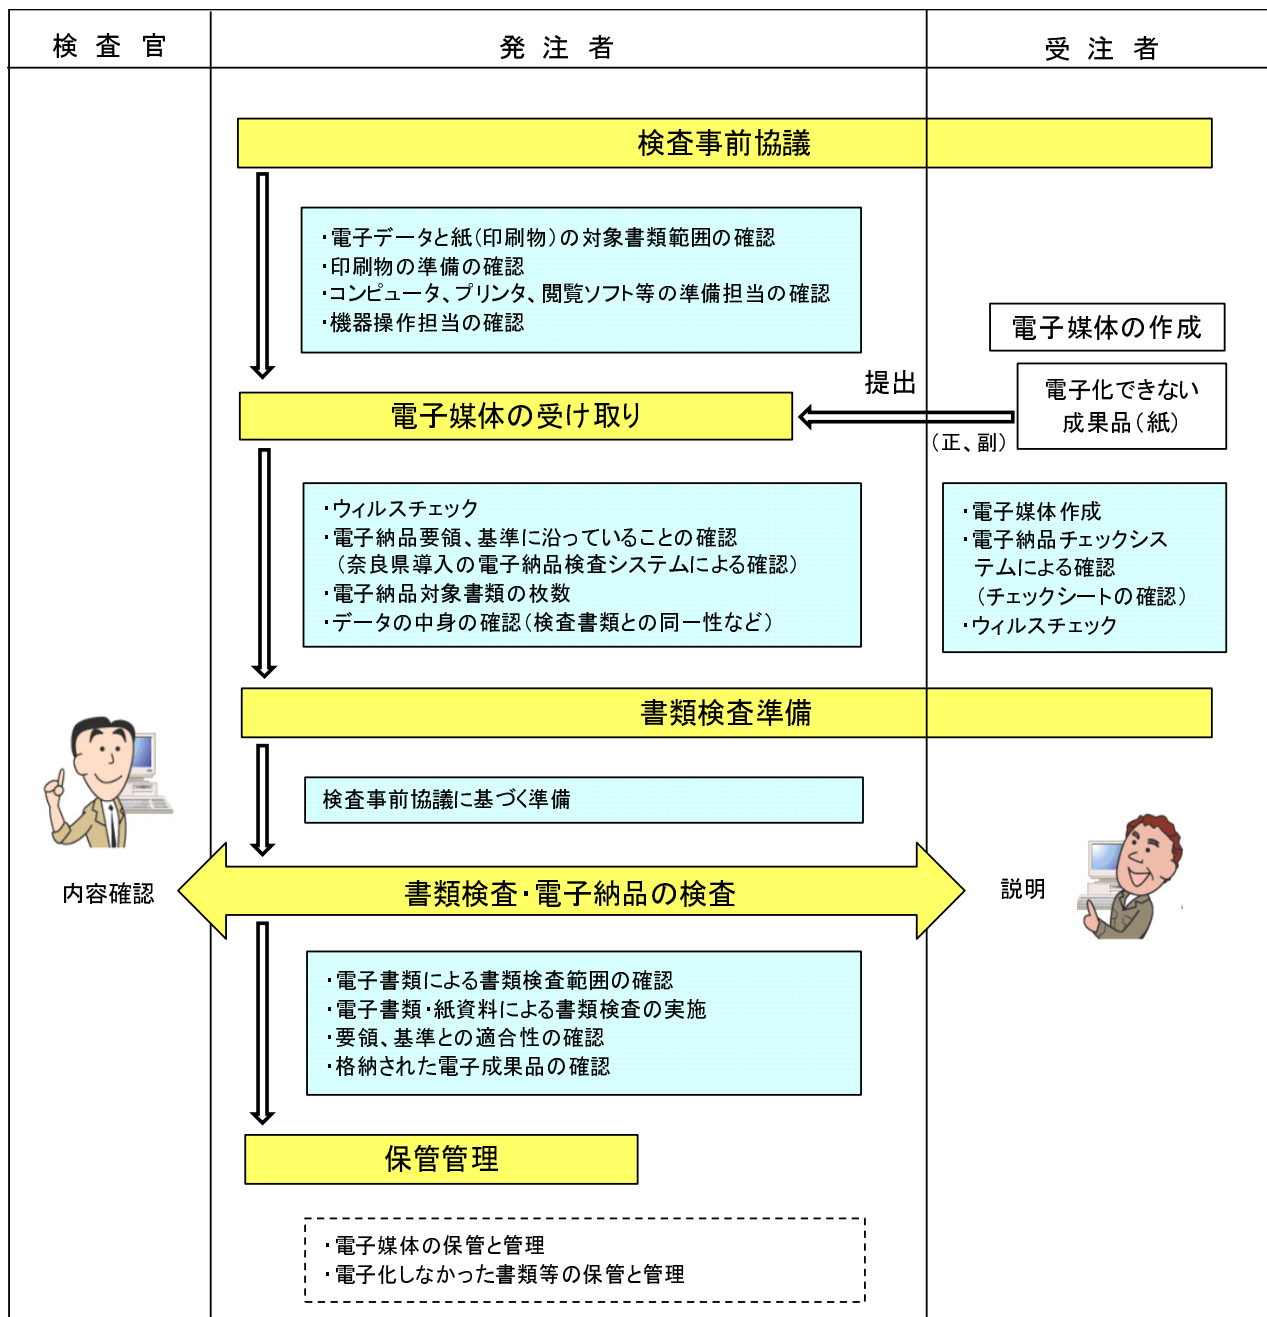 検 査 官
発 注 者
受 注 者
検査事前協議
・電子データと紙（印刷物）の対象書類範囲の確認
・印刷物の準備の確認
・コンピュータ、プリンタ、閲覧ソフト等の準備担当の確認
・機器操作担当の確認
電子媒体の作成
電子化できない
成果品（紙）
提出
（正、副）
電子媒体の受け取り
・ウィルスチェック
・電子納品要領、基準に沿っていることの確認
（奈良県導入の電子納品検査システムによる確認）
・電子納品対象書類の枚数
・データの中身の確認（検査書類との同一性など）
・電子媒体作成
・電子納品チェックシス
テムによる確認
（チェックシートの確認）
・ウィルスチェック
書類検査準備
検査事前協議に基づく準備
内容確認
書類検査・電子納品の検査
説明
・電子書類による書類検査範囲の確認
・電子書類・紙資料による書類検査の実施
・要領、基準との適合性の確認
・格納された電子成果品の確認
保管管理
・電子媒体の保管と管理
・電子化しなかった書類等の保管と管理